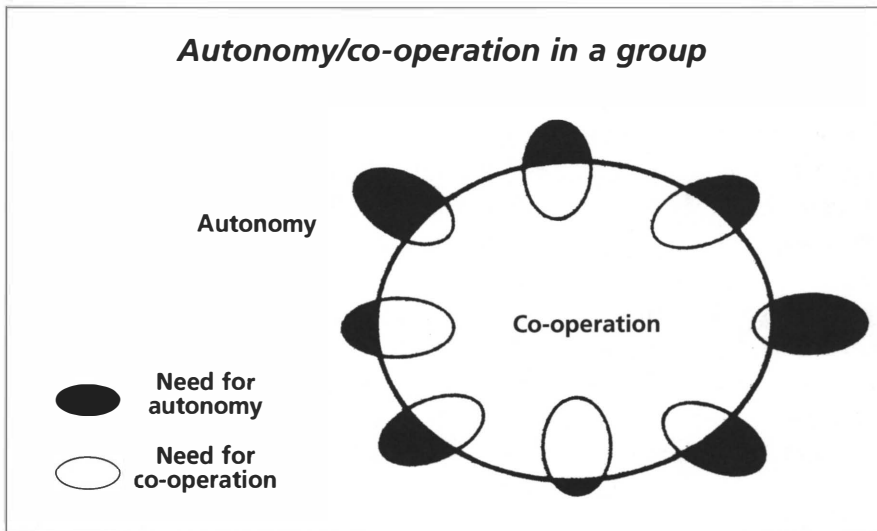 Autonomy/co-operation in a group
Autonomy
Co-operation
Need for
autonomy
Need for
co-operation